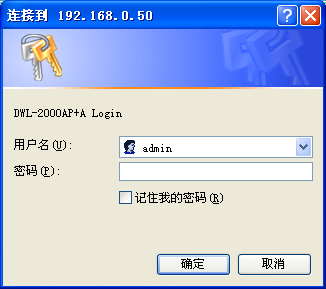 连接到 192.168.0.50
DWL-2000AP+A Login
用户名(U):
admin
密码(P):
记住我的密码(R)
确定
取消